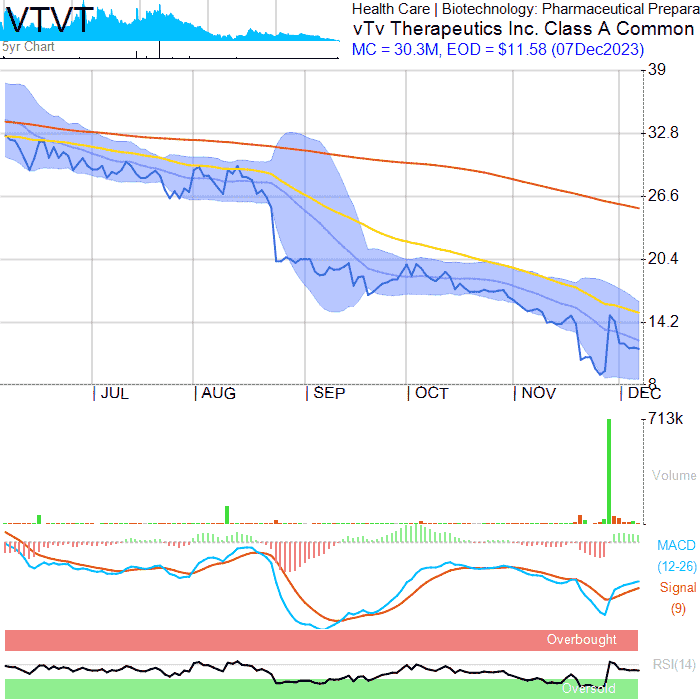 VTVT
5yr Chart
Health Care | Biotechnology: Pharmaceutical Prepara
vTv Therapeutics Inc. Class A Common
MC = 30.3M, EOD = $11.58 (07Dec2023)
39
32.8
26.6
20.4
14.2
8
JUL AUG SEP OCT NOV DEC
713k
Volume
MACD
(12-26)
Signal
(9)
Overbought
RSI(14)
Oversold